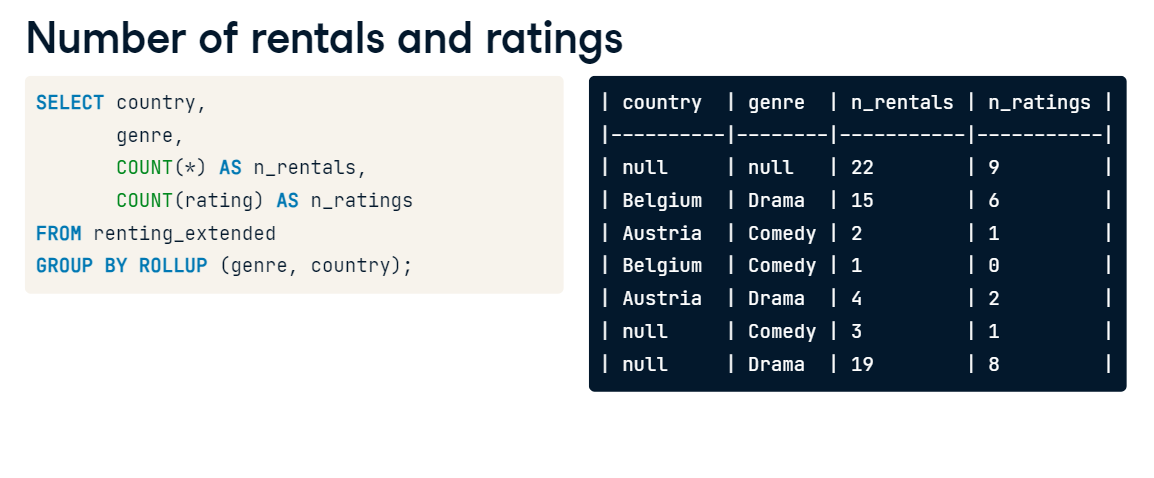 Number of rentals and ratings
SELECT country,
       genre,
       COUNT(*) AS n_rentals,
       COUNT(rating) AS n_ratings
FROM renting_extended
GROUP BY ROLLUP (genre, country);
| country  | genre  | n_rentals | n_ratings |
|----------|--------|-----------|-----------|
| null     | null   | 22        | 9         |
| Belgium  | Drama  | 15        | 6         |
| Austria  | Comedy | 2         | 1         |
| Belgium  | Comedy | 1         | 0         |
| Austria  | Drama  | 4         | 2         |
| null     | Comedy | 3         | 1         |
| null     | Drama  | 19        | 8         |